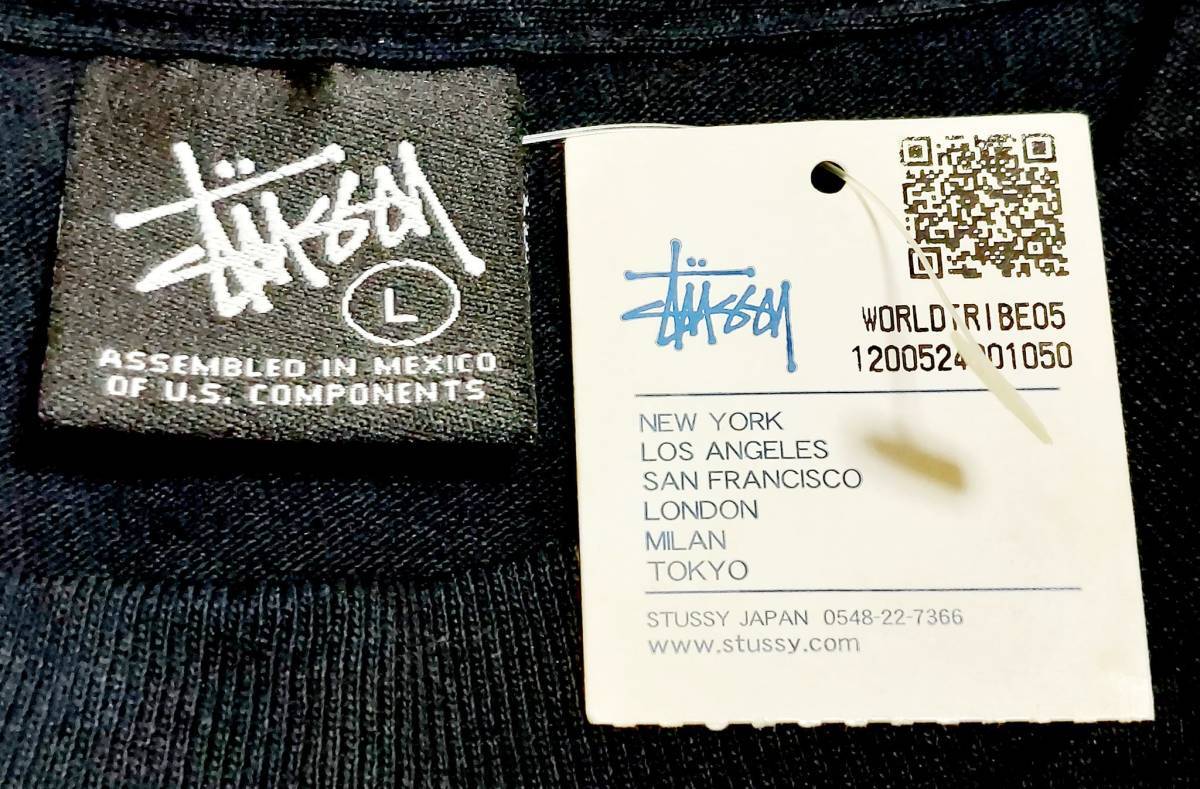 Stüssy
L
ASSEMBLED IN MEXICO
OF U.S. COMPONENTS
Stüssy
WORLDTRIBE05
NEW YORK
LOS ANGELES
SAN FRANCISCO
LONDON
MILAN
TOKYO
STUSSY JAPAN 0548-22-7366
www.stussy.com